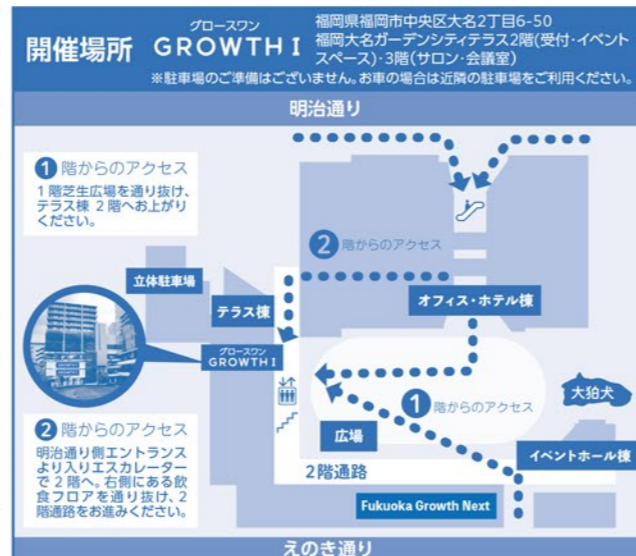 開催場所
グロースワン
GROWTH I
福岡県福岡市中央区大名2丁目6-50
福岡大名ガーデンシティテラス2階(受付・イベント
スペース)・3階(サロン・会議室)
※駐車場のご準備はございません。お車の場合は近隣の駐車場をご利用ください。
明治通り
1 階からのアクセス
1階芝生広場を通り抜け、
テラス棟 2階へお上がり
ください。
2 階からのアクセス
立体駐車場
テラス棟
オフィス・ホテル棟
グロースワン
GROWTH I
1 階からのアクセス
大狛犬
広場
イベントホール棟
2 階からのアクセス
明治通り側エントランス
より入りエスカレーター
で2階へ。右側にある飲
食フロアを通り抜け、2
階通路をお進みください。
2階通路
Fukuoka Growth Next
えのき通り